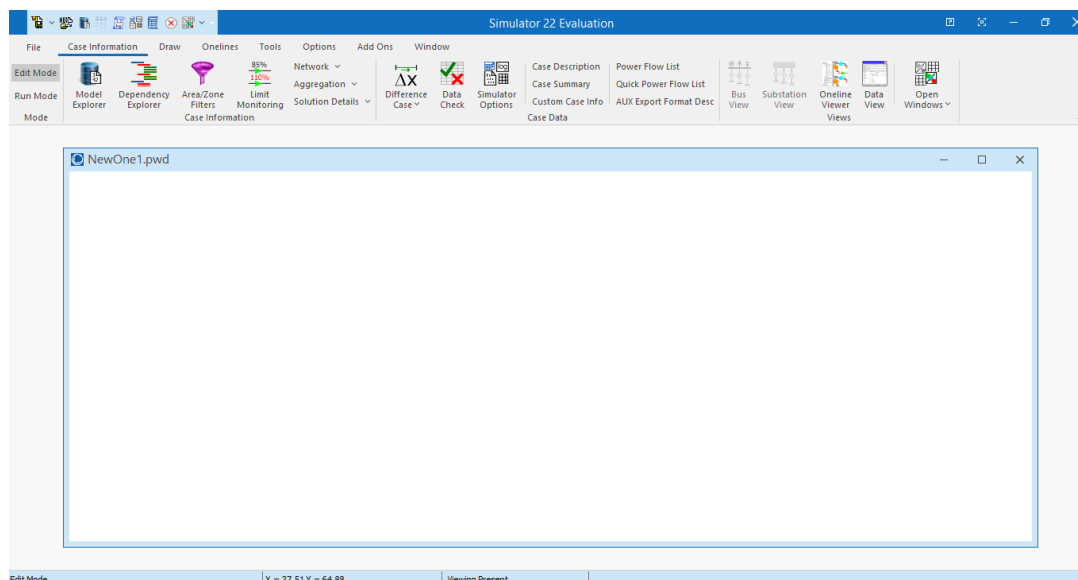 Simulator 22 Evaluation
File Case Information Draw Onelines Tools Options Add Ons Window
Edit Mode
Run Mode
Mode
Model Explorer
Dependency Explorer
Area/Zone Filters
85%
110%
Limit Monitoring
Network
Aggregation
Solution Details
Case Information
ΔX
Difference Case
Data Check
Simulator Options
Case Description
Case Summary
Custom Case Info
Power Flow List
Quick Power Flow List
AUX Export Format Desc
Case Data
Bus View
Substation View
Oneline Viewer
Data View
Open Windows
Views
NewOne1.pwd
Edit Mode
X = 37.51 Y = 64.88
Viewing Present